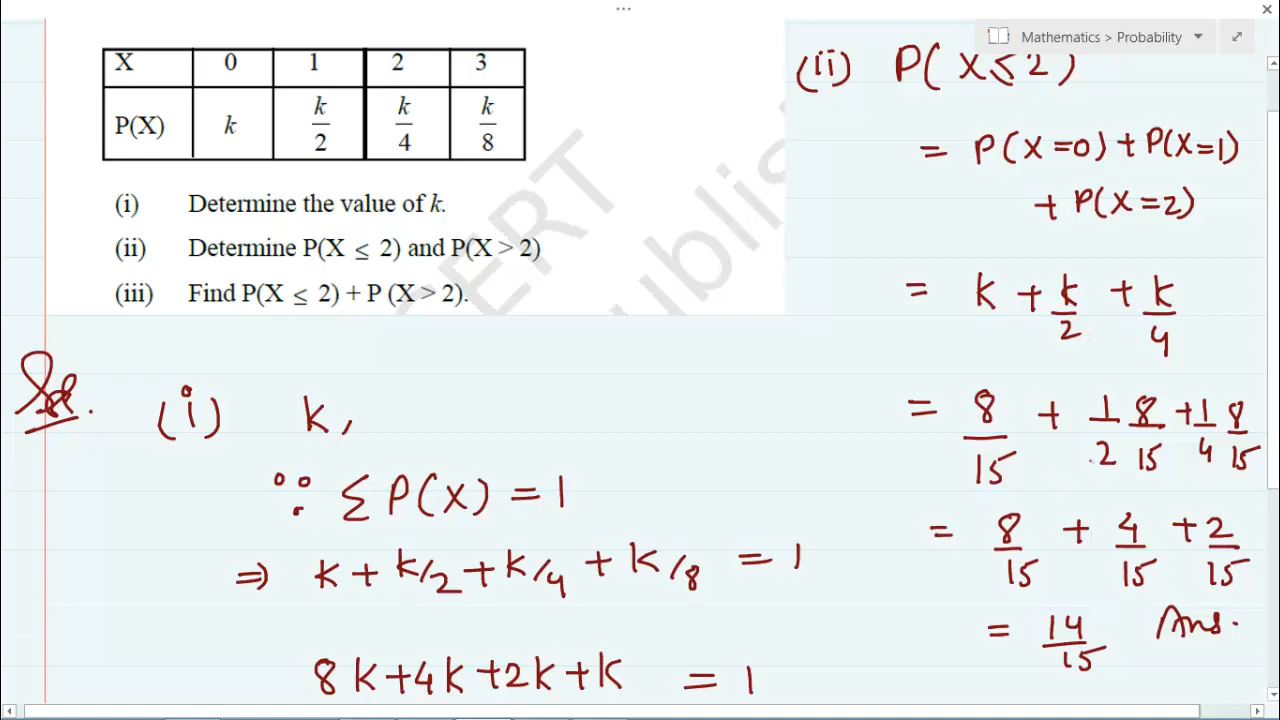 Mathematics > Probability
X 0 1 2 3
P(X) k k/2 k/4 k/8
(i) Determine the value of k.
(ii) Determine P(X ≤ 2) and P(X > 2)
(iii) Find P(X ≤ 2) + P (X > 2).
Sol.
(i) k,
∵ Σ P(X) = 1
⇒ k + k/2 + k/4 + k/8 = 1
8k+4k+2k+k = 1
(ii) P( X ≤ 2)
= P(X=0) + P(X=1)
+ P(X=2)
= k + k/2 + k/4
= 8/15 + 1/2 8/15 + 1/4 8/15
= 8/15 + 4/15 + 2/15
= 14/15 Ans.